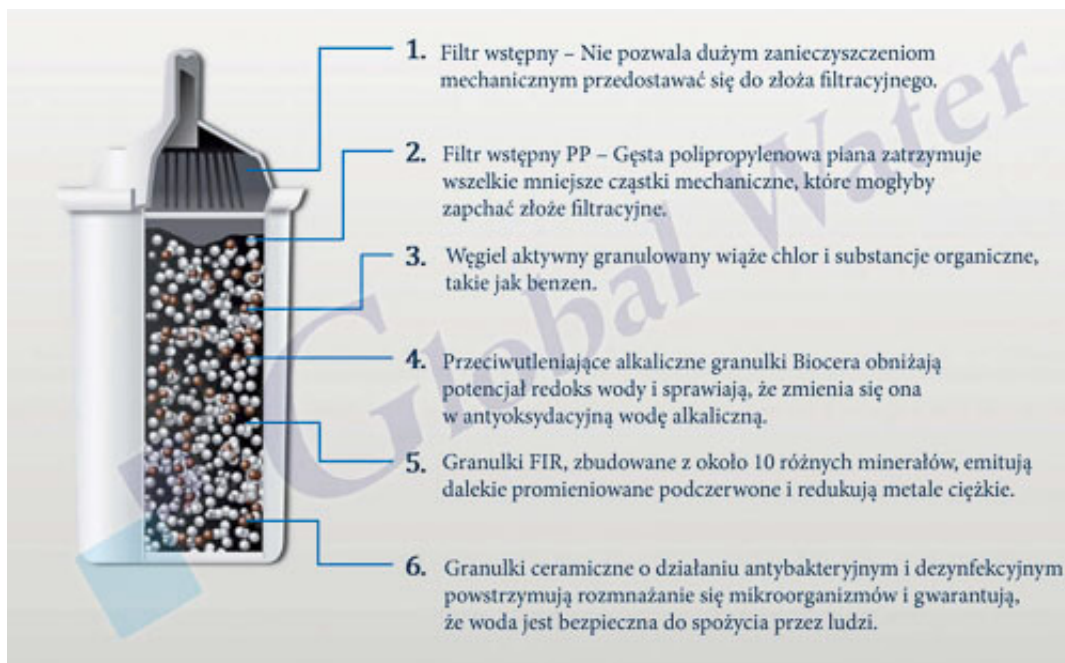 1. Filtr wstępny – Nie pozwala dużym zanieczyszczeniom
mechanicznym przedostawać się do złoża filtracyjnego.
2. Filtr wstępny PP – Gęsta polipropylenowa piana zatrzymuje
wszelkie mniejsze cząstki mechaniczne, które mogłyby
zapchać złoże filtracyjne.
3. Węgiel aktywny granulowany wiąże chlor i substancje organiczne,
takie jak benzen.
4. Przeciwutleniające alkaliczne granulki Biocera obniżają
potencjał redoks wody i sprawiają, że zmienia się ona
w antyoksydacyjną wodę alkaliczną.
5. Granulki FIR, zbudowane z około 10 różnych minerałów, emitują
dalekie promieniowane podczerwone i redukują metale ciężkie.
6. Granulki ceramiczne o działaniu antybakteryjnym i dezynfekcyjnym
powstrzymują rozmnażanie się mikroorganizmów i gwarantują,
że woda jest bezpieczna do spożycia przez ludzi.
Global Water